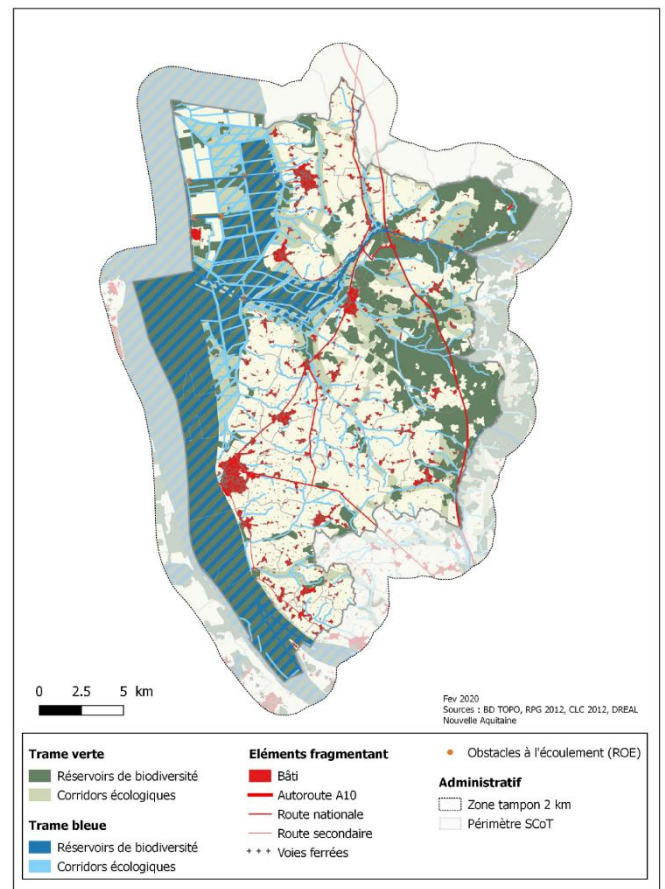 0 2.5 5 km
Fev 2020
Sources : BD TOPO, RPG 2012, CLC 2012, DREAL
Nouvelle Aquitaine
Trame verte
Réservoirs de biodiversité
Corridors écologiques
Trame bleue
Réservoirs de biodiversité
Corridors écologiques
Eléments fragmentant
Bâti
Autoroute A10
Route nationale
Route secondaire
Voies ferrées
Obstacles à l'écoulement (ROE)
Administratif
Zone tampon 2 km
Périmètre SCoT